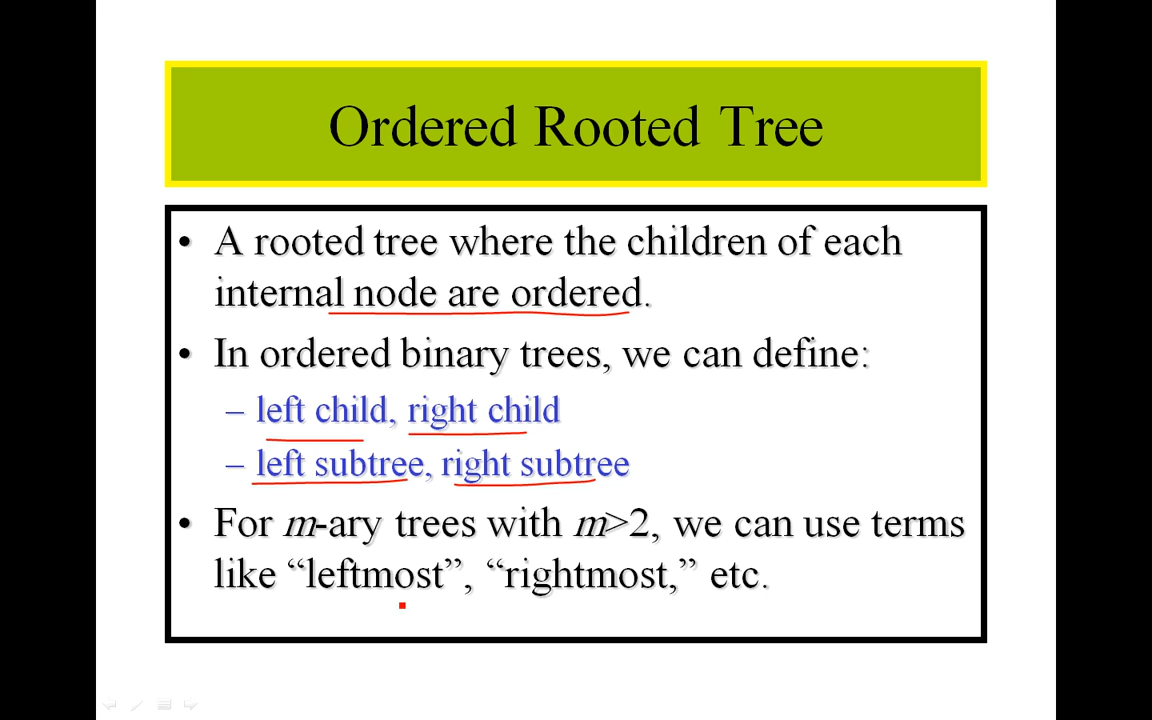 Ordered Rooted Tree
• A rooted tree where the children of each
internal node are ordered.
• In ordered binary trees, we can define:
– left child, right child
– left subtree, right subtree
• For m-ary trees with m>2, we can use terms
like “leftmost”, “rightmost,” etc.